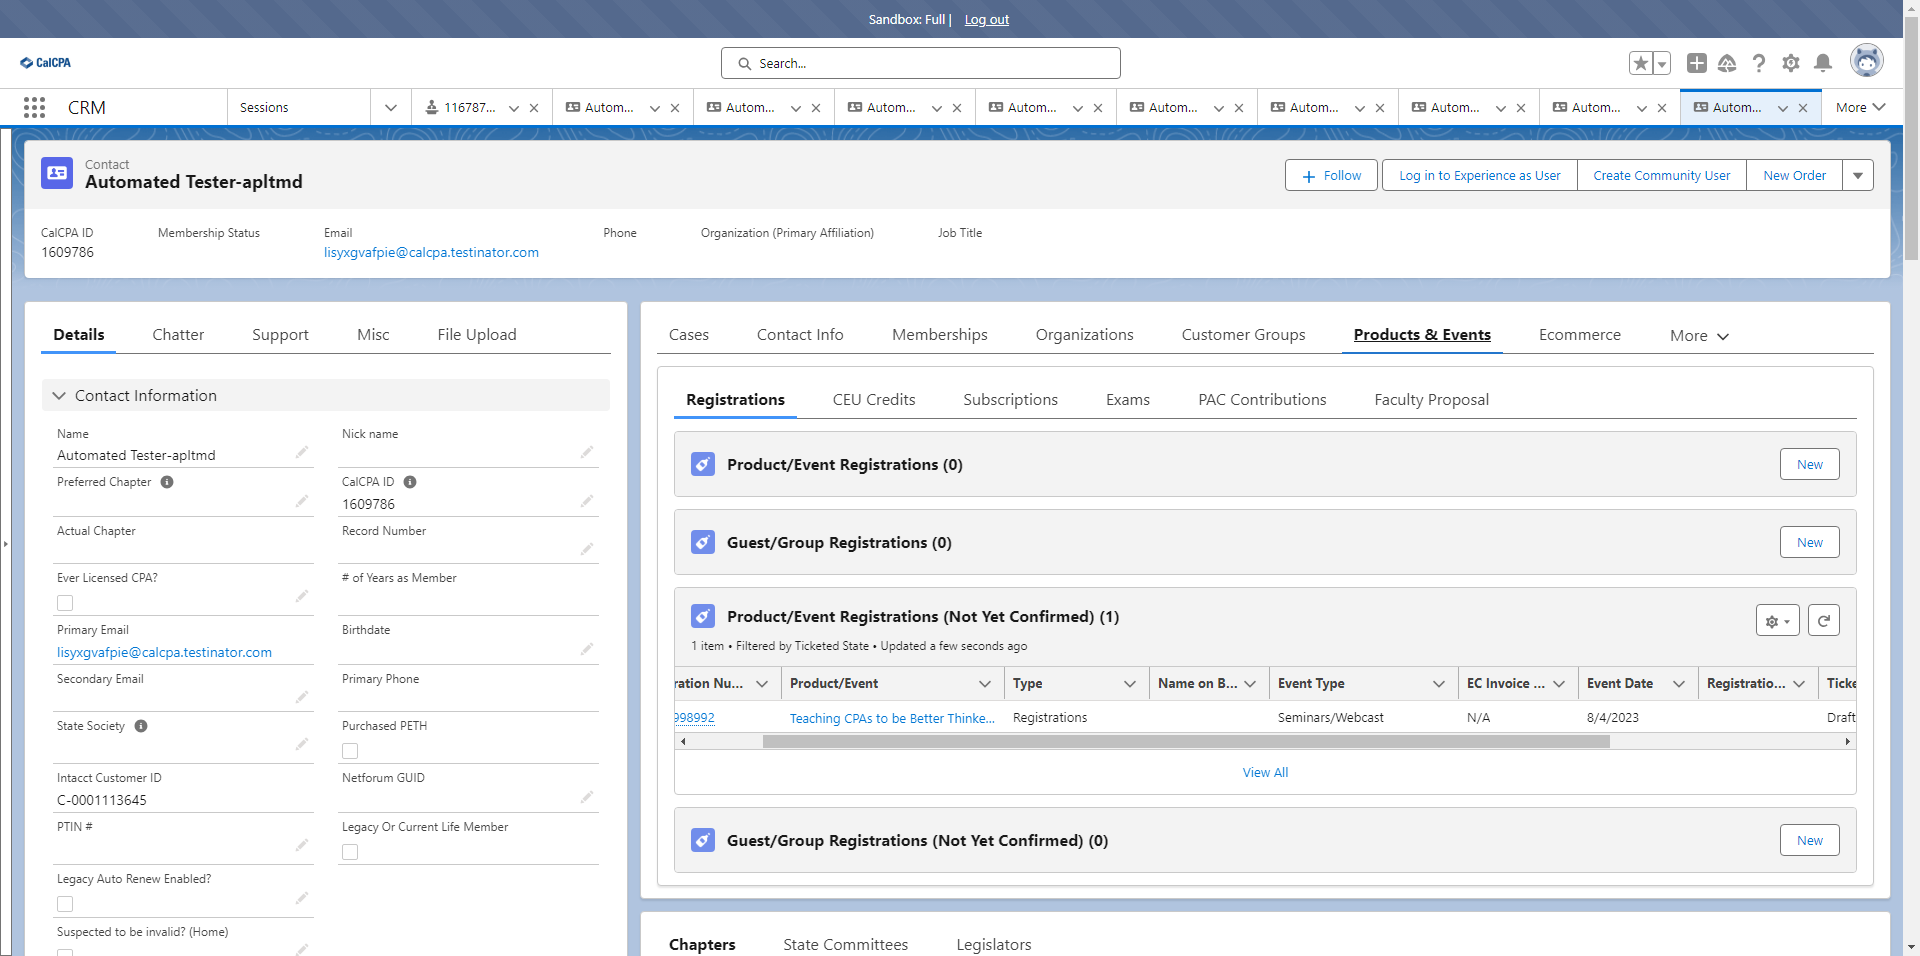 Sandbox: Full | Log out
CalCPA
Search...
CRM
Sessions
116787...
Autom...
Autom...
Autom...
Autom...
Autom...
Autom...
Autom...
Autom...
Autom...
More
Contact
Automated Tester-apltmd
Follow
Log in to Experience as User
Create Community User
New Order
CalCPA ID
Membership Status
Email
Phone
Organization (Primary Affiliation)
Job Title
1609786
lisyxgvafpie@calcpa.testinator.com
Details
Chatter
Support
Misc
File Upload
Contact Information
Name
Automated Tester-apltmd
Nick name
Preferred Chapter
CalCPA ID
1609786
Actual Chapter
Record Number
Ever Licensed CPA?
# of Years as Member
Primary Email
lisyxgvafpie@calcpa.testinator.com
Birthdate
Secondary Email
Primary Phone
State Society
Purchased PETH
Intacct Customer ID
C-0001113645
Netforum GUID
PTIN #
Legacy Or Current Life Member
Legacy Auto Renew Enabled?
Suspected to be invalid? (Home)
Cases
Contact Info
Memberships
Organizations
Customer Groups
Products & Events
Ecommerce
More
Registrations
CEU Credits
Subscriptions
Exams
PAC Contributions
Faculty Proposal
Product/Event Registrations (0)
New
Guest/Group Registrations (0)
New
Product/Event Registrations (Not Yet Confirmed) (1)
1 item • Filtered by Ticketed State • Updated a few seconds ago
ration Nu...
Product/Event
Type
Name on B...
Event Type
EC Invoice ...
Event Date
Registratio...
Ticke
998992
Teaching CPAs to be Better Thinke...
Registrations
Seminars/Webcast
N/A
8/4/2023
Draft
View All
Guest/Group Registrations (Not Yet Confirmed) (0)
New
Chapters
State Committees
Legislators